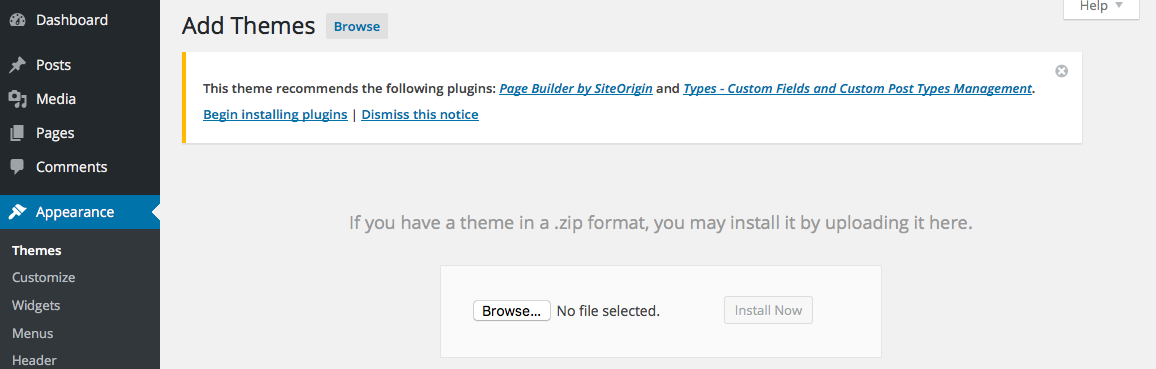 Dashboard
Posts
Media
Pages
Comments
Appearance
Themes
Customize
Widgets
Menus
Header
Help
Add Themes Browse
This theme recommends the following plugins: Page Builder by SiteOrigin and Types - Custom Fields and Custom Post Types Management.
Begin installing plugins | Dismiss this notice
If you have a theme in a .zip format, you may install it by uploading it here.
Browse... No file selected. Install Now